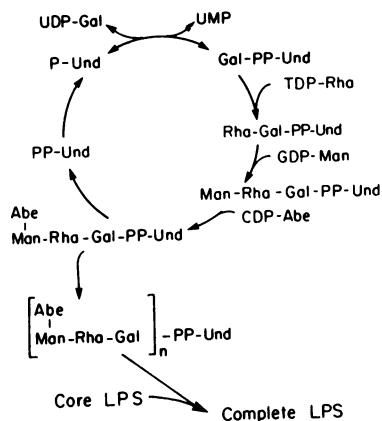 UDP-Gal UMP
P-Und Gal-PP-Und
TDP-Rha
Rha-Gal-PP-Und
PP-Und GDP-Man
Man-Rha-Gal-PP-Und
Abe CDP-Abe
Man-Rha-Gal-PP-Und
Abe
Man-Rha-Gal -PP-Und
n
Core LPS Complete LPS